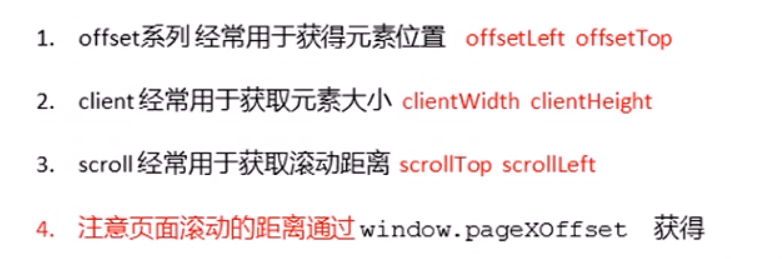 1. offset系列 经常用于获得元素位置 offsetLeft offsetTop
2. client 经常用于获取元素大小 clientWidth clientHeight
3. scroll 经常用于获取滚动距离 scrollTop scrollLeft
4. 注意页面滚动的距离通过 window.pageXOffset 获得